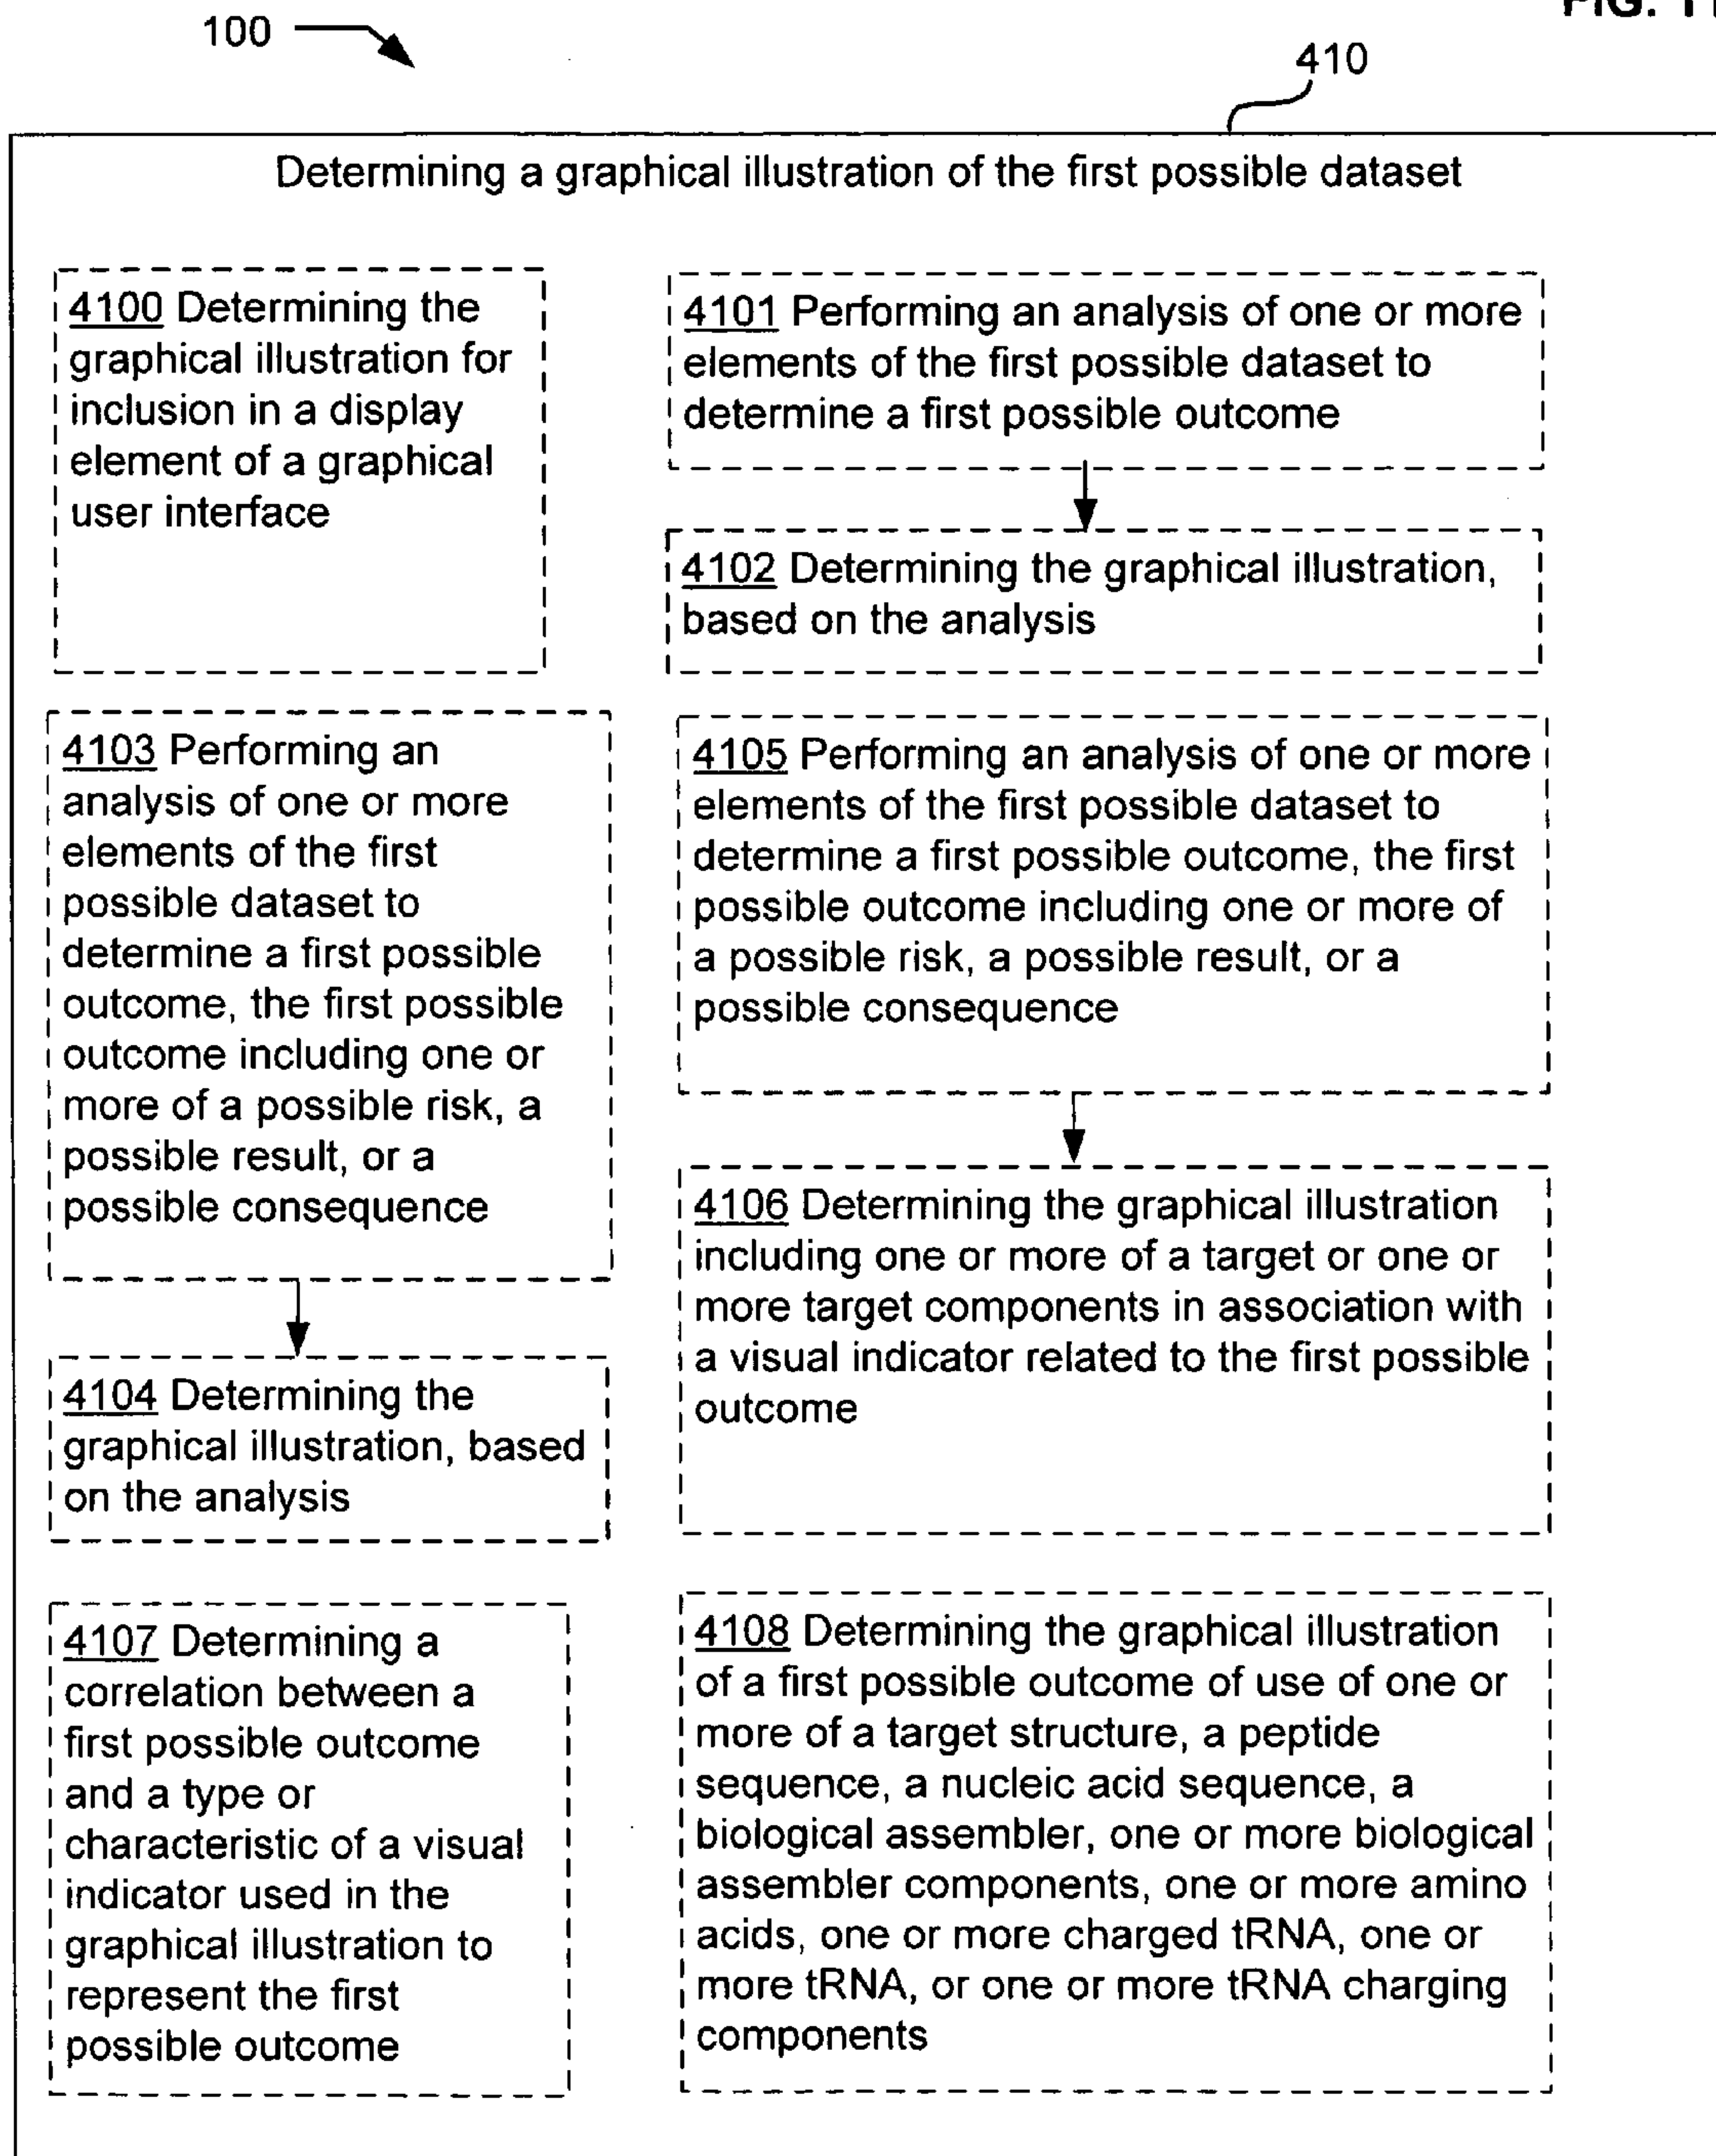 FIG. 11
100
410
Determining a graphical illustration of the first possible dataset
4100 Determining the
graphical illustration for
inclusion in a display
element of a graphical
user interface
4101 Performing an analysis of one or more
elements of the first possible dataset to
determine a first possible outcome
4102 Determining the graphical illustration,
based on the analysis
4103 Performing an
analysis of one or more
elements of the first
possible dataset to
determine a first possible
outcome, the first possible
outcome including one or
more of a possible risk, a
possible result, or a
possible consequence
4104 Determining the
graphical illustration, based
on the analysis
4105 Performing an analysis of one or more
elements of the first possible dataset to
determine a first possible outcome, the first
possible outcome including one or more of
a possible risk, a possible result, or a
possible consequence
4106 Determining the graphical illustration
including one or more of a target or one or
more target components in association with
a visual indicator related to the first possible
outcome
4107 Determining a
correlation between a
first possible outcome
and a type or
characteristic of a visual
indicator used in the
graphical illustration to
represent the first
possible outcome
4108 Determining the graphical illustration
of a first possible outcome of use of one or
more of a target structure, a peptide
sequence, a nucleic acid sequence, a
biological assembler, one or more biological
assembler components, one or more amino
acids, one or more charged tRNA, one or
more tRNA, or one or more tRNA charging
components